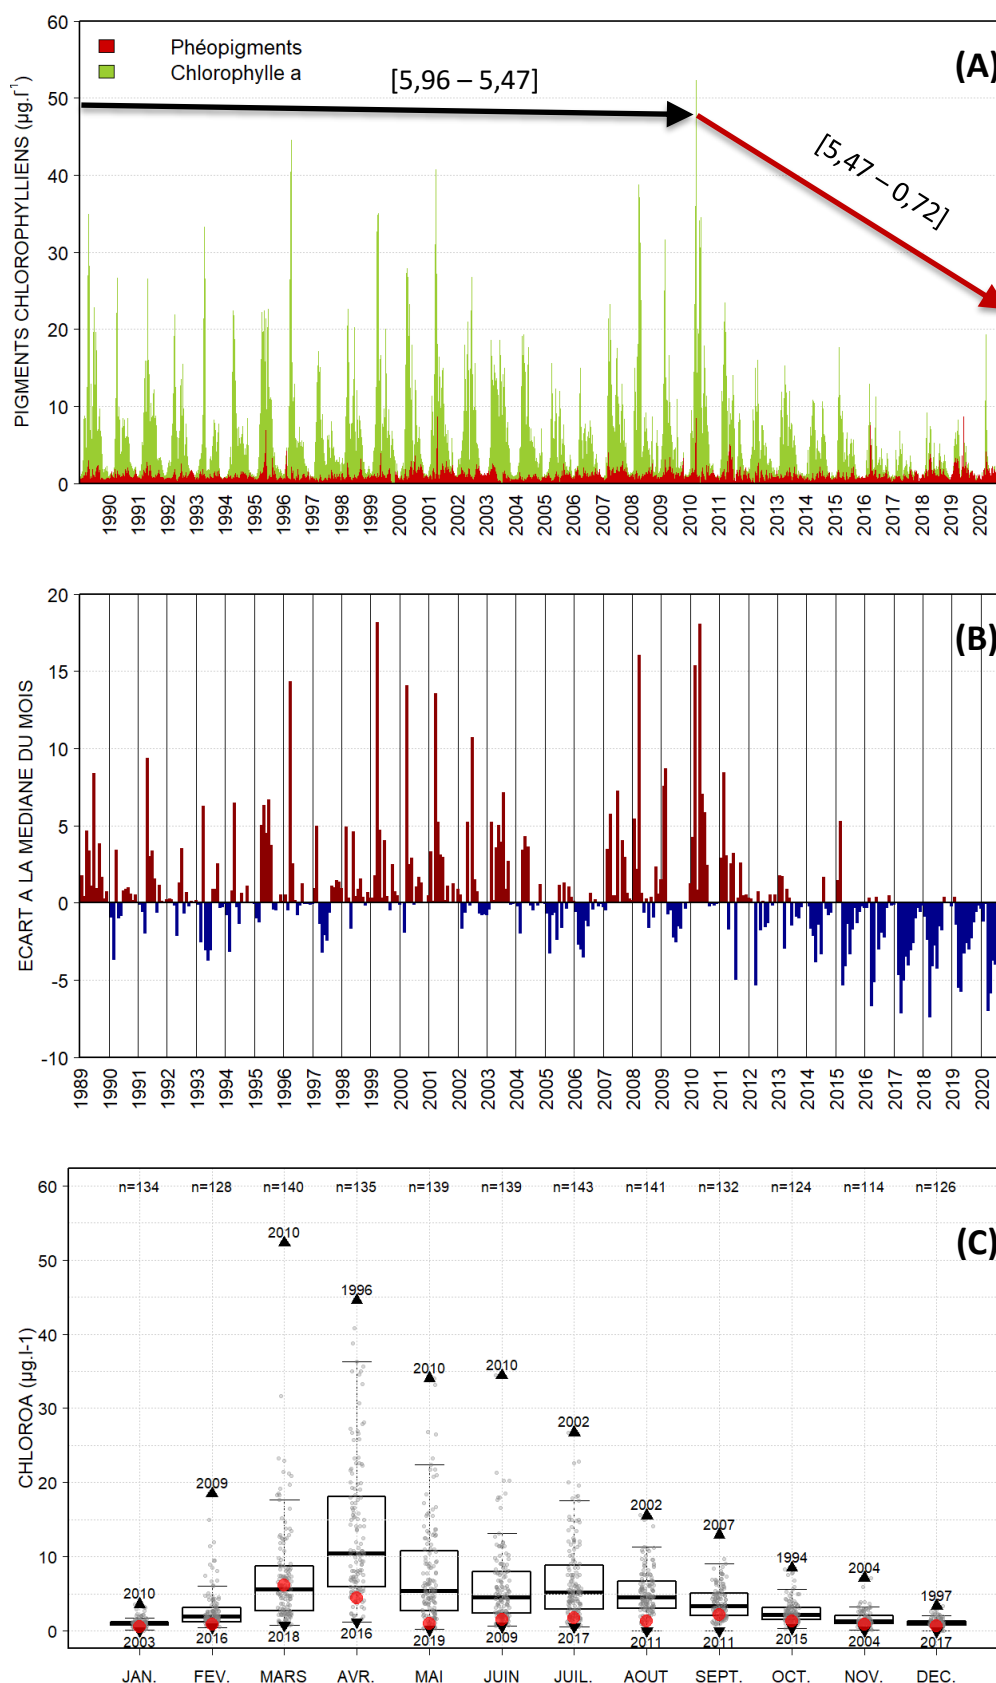 60
50
40
30
20
10
0
PIGMENTS CHLOROPHYLLIENS (µg.l⁻¹)
Phéopigments
Chlorophylle a
[5,96 – 5,47]
(A)
[5,47 – 0,72]
1990 1991 1992 1993 1994 1995 1996 1997 1998 1999 2000 2001 2002 2003 2004 2005 2006 2007 2008 2009 2010 2011 2012 2013 2014 2015 2016 2017 2018 2019 2020
20
15
10
5
0
-5
-10
ECART A LA MEDIANE DU MOIS
(B)
1989 1990 1991 1992 1993 1994 1995 1996 1997 1998 1999 2000 2001 2002 2003 2004 2005 2006 2007 2008 2009 2010 2011 2012 2013 2014 2015 2016 2017 2018 2019 2020
60
50
40
30
20
10
0
CHLOROA (µg.l-1)
n=134 n=128 n=140 n=135 n=139 n=139 n=143 n=141 n=132 n=124 n=114 n=126
(C)
2010 2009 2010 1996 2010 2010 2002 2002 2007 1994 2004 1997
2003 2016 2018 2016 2019 2009 2017 2011 2011 2015 2004 2017
JAN. FEV. MARS AVR. MAI JUIN JUIL. AOUT SEPT. OCT. NOV. DEC.